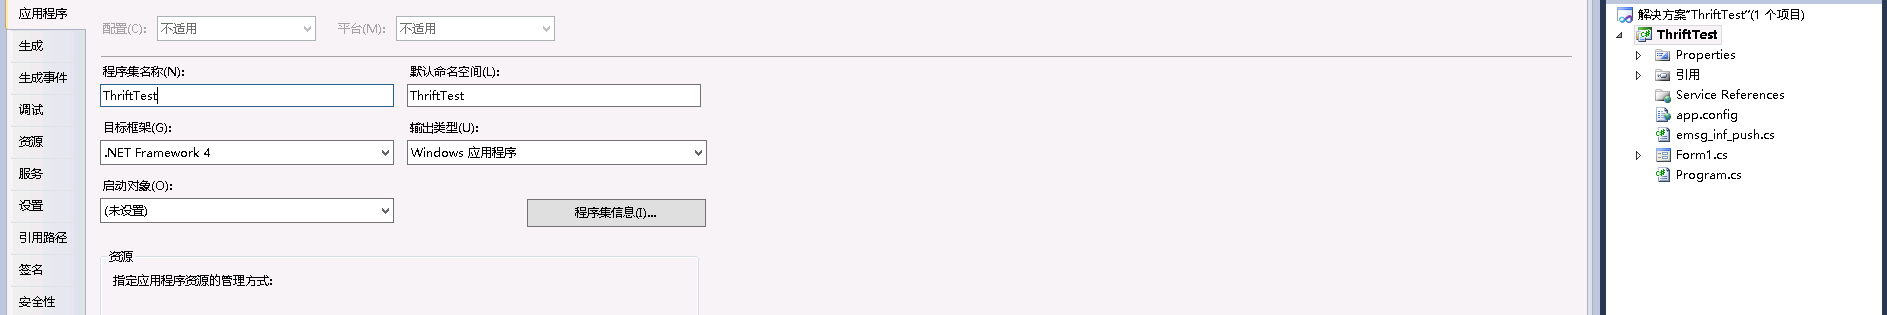 应用程序
生成
生成事件
调试
资源
服务
设置
引用路径
签名
安全性
配置(C): 不适用 平台(M): 不适用
程序集名称(N): 默认命名空间(L):
ThriftTest ThriftTest
目标框架(G): 输出类型(U):
.NET Framework 4 Windows 应用程序
启动对象(O):
(未设置) 程序集信息(I)...
资源
指定应用程序资源的管理方式:
解决方案"ThriftTest"(1 个项目)
ThriftTest
Properties
引用
Service References
app.config
emsg_inf_push.cs
Form1.cs
Program.cs